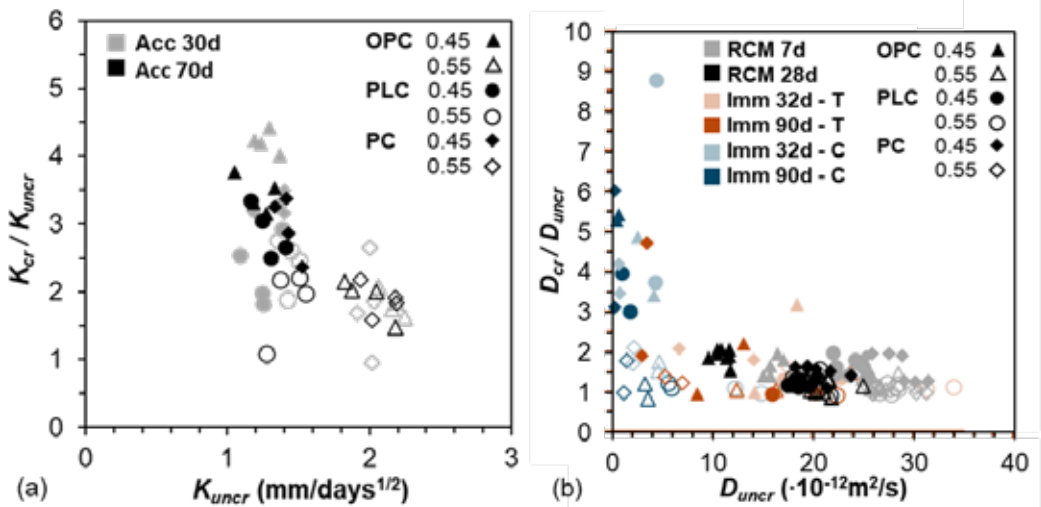 6
5
4
3
2
1
0
0
1
2
3
K_cr / K_uncr
K_uncr (mm/days^1/2)
(a)
Acc 30d
Acc 70d
OPC 0.45
0.55
PLC 0.45
0.55
PC 0.45
0.55
10
9
8
7
6
5
4
3
2
1
0
0
10
20
30
40
D_cr / D_uncr
D_uncr (·10^-12 m²/s)
(b)
RCM 7d
RCM 28d
Imm 32d - T
Imm 90d - T
Imm 32d - C
Imm 90d - C
OPC 0.45
0.55
PLC 0.45
0.55
PC 0.45
0.55